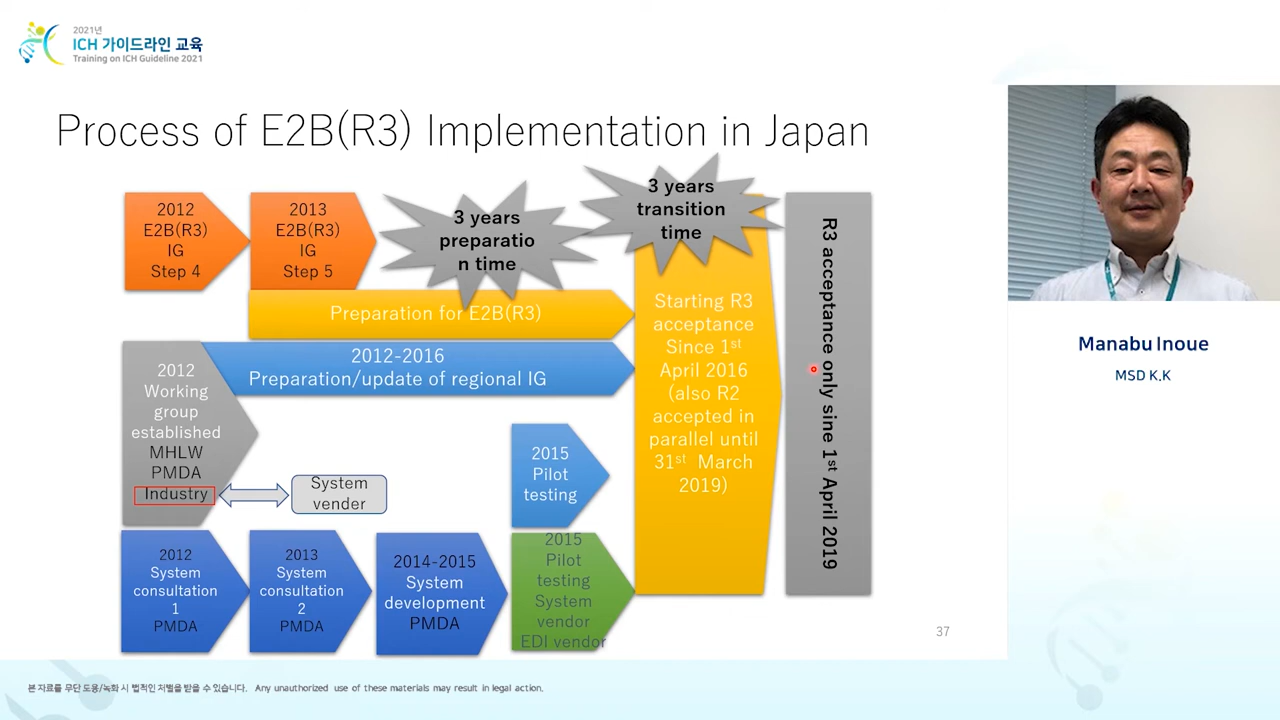 2021년
ICH 가이드라인 교육
Training on ICH Guideline 2021
Process of E2B(R3) Implementation in Japan
2012
E2B(R3)
IG
Step 4
2013
E2B(R3)
IG
Step 5
3 years
preparatio
n time
3 years
transition
time
Preparation for E2B(R3)
2012-2016
Preparation/update of regional IG
2012
Working
group
established
MHLW
PMDA
Industry
System
vender
2015
Pilot
testing
Starting R3
acceptance
Since 1st
April 2016
(also R2
accepted in
parallel until
31st March
2019)
R3 acceptance only sine 1st April 2019
2012
System
consultation
1
PMDA
2013
System
consultation
2
PMDA
2014-2015
System
development
PMDA
2015
Pilot
testing
System
vendor
EDI vendor
37
Manabu Inoue
MSD K.K
본 자료를 무단 도용/녹화 시 법적인 처벌을 받을 수 있습니다. Any unauthorized use of these materials may result in legal action.